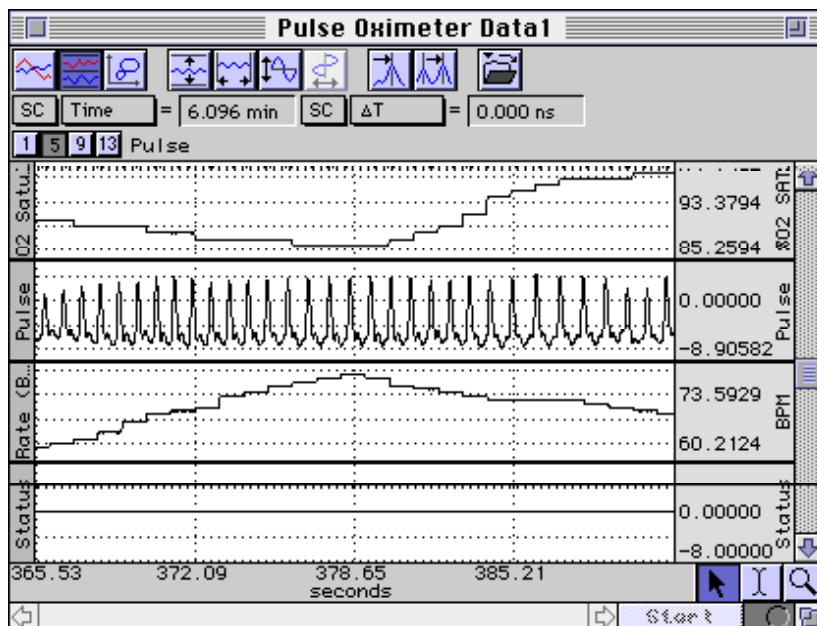 Pulse Oximeter Data1
SC Time = 6.096 min SC ΔT = 0.000 ns
1 5 9 13 Pulse
O2 Satu..
93.3794
85.2594
%O2 SAT
Pulse
0.00000
-8.90582
Pulse
Rate (B..
73.5929
60.2124
BPM
Status
0.00000
-8.00000
Status
365.53 372.09 378.65 385.21
seconds
Start